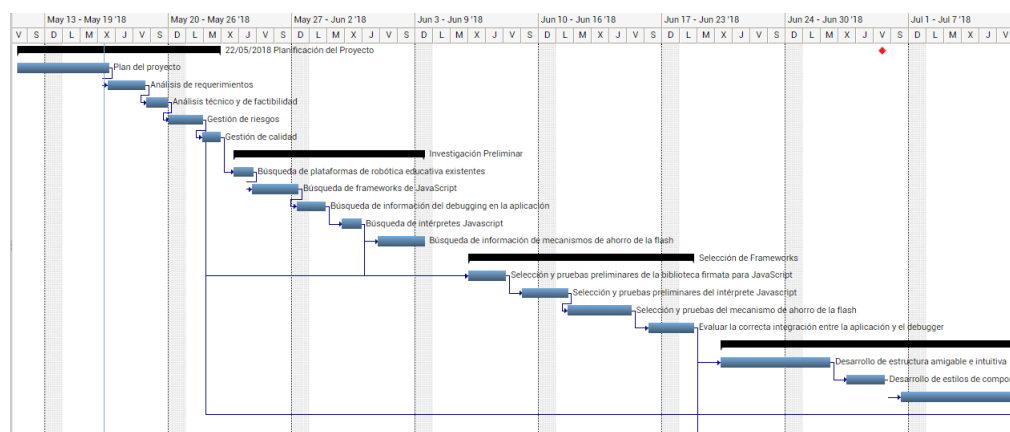 May 13 - May 19 '18 May 20 - May 26 '18 May 27 - Jun 2 '18 Jun 3 - Jun 9 '18 Jun 10 - Jun 16 '18 Jun 17 - Jun 23 '18 Jun 24 - Jun 30 '18 Jul 1 - Jul 7 '18
V S D L M X J V S D L M X J V S D L M X J V S D L M X J V S D L M X J V S D L M X J V S D L M X J V S D L M X J V
22/05/2018 Planificación del Proyecto
Plan del proyecto
Análisis de requerimientos
Análisis técnico y de factibilidad
Gestión de riesgos
Gestión de calidad
Investigación Preliminar
Búsqueda de plataformas de robótica educativa existentes
Búsqueda de frameworks de JavaScript
Búsqueda de información del debugging en la aplicación
Búsqueda de intérpretes Javascript
Búsqueda de información de mecanismos de ahorro de la flash
Selección de Frameworks
Selección y pruebas preliminares de la biblioteca firmata para JavaScript
Selección y pruebas preliminares del intérprete Javascript
Selección y pruebas del mecanismo de ahorro de la flash
Evaluar la correcta integración entre la aplicación y el debugger
Desarrollo de estructura amigable e intuitiva
Desarrollo de estilos de compo